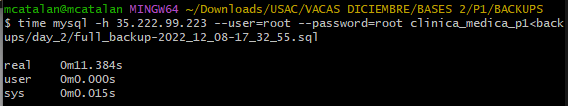 mcatalan@mcatalan MINGW64 ~/Downloads/USAC/VACAS DICIEMBRE/BASES 2/P1/BACKUPS
$ time mysql -h 35.222.99.223 --user=root --password=root clinica_medica_p1<back
ups/day_2/full_backup-2022_12_08-17_32_55.sql
real    0m11.384s
user    0m0.000s
sys     0m0.015s